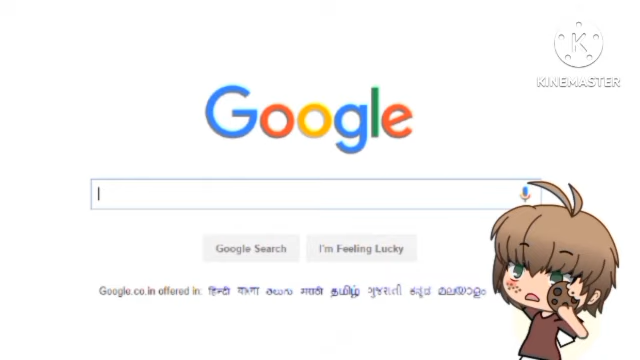 K
KINEMASTER
Google
Google Search I'm Feeling Lucky
Google.co.in offered in: हिन्दी বাংলা తెలుగు मराठी தமிழ் ગુજરાતી ಕನ್ನಡ മലയാളം